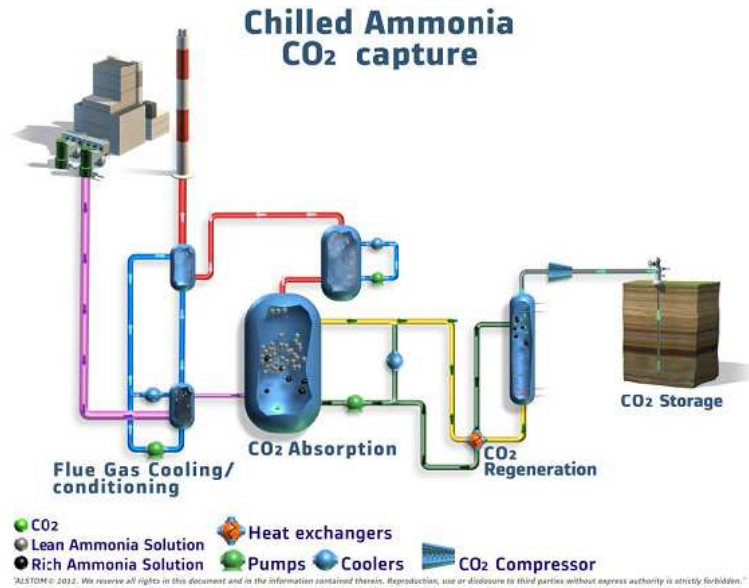 Chilled Ammonia
CO₂ capture
CO₂ Storage
CO₂ Absorption
CO₂
Regeneration
Flue Gas Cooling/
conditioning
CO₂
Lean Ammonia Solution
Rich Ammonia Solution
Heat exchangers
Pumps
Coolers
CO₂ Compressor
"ALSTOM © 2012. We reserve all rights in this document and in the information contained therein. Reproduction, use or disclosure to third parties without express authority is strictly forbidden."